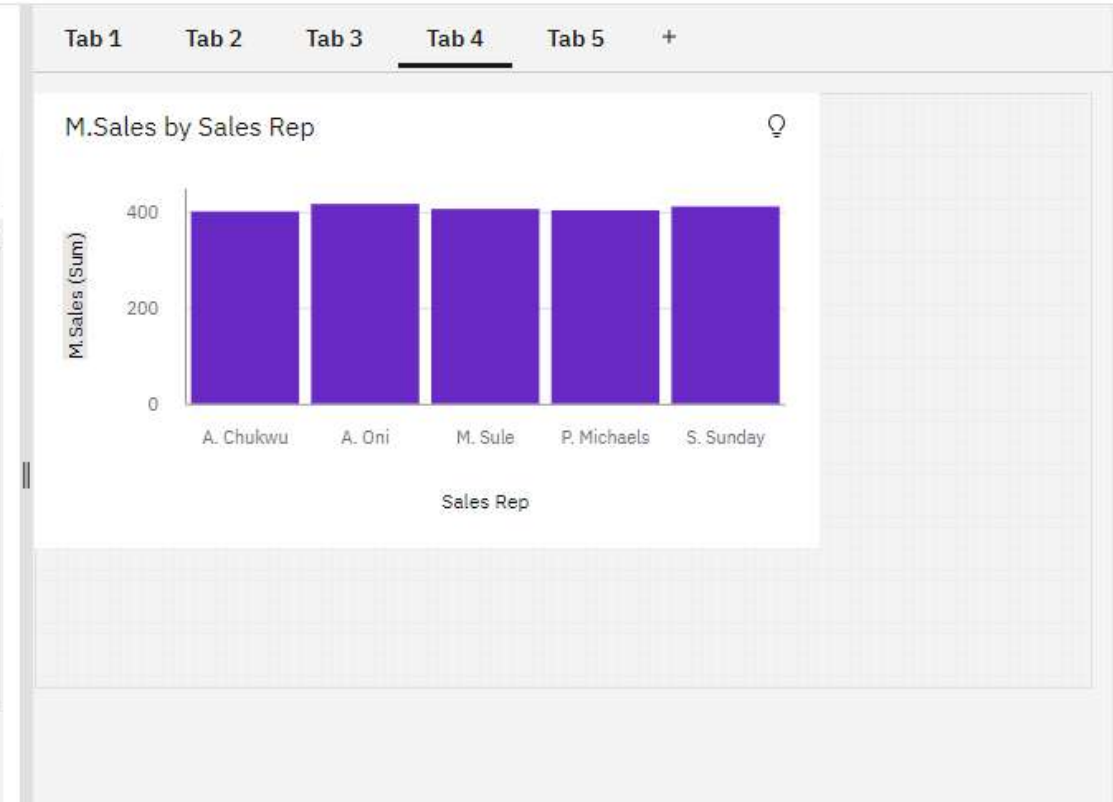 Tab 1 Tab 2 Tab 3 Tab 4 Tab 5 +
M.Sales by Sales Rep
M.Sales (Sum)
400
200
0
A. Chukwu A. Oni M. Sule P. Michaels S. Sunday
Sales Rep